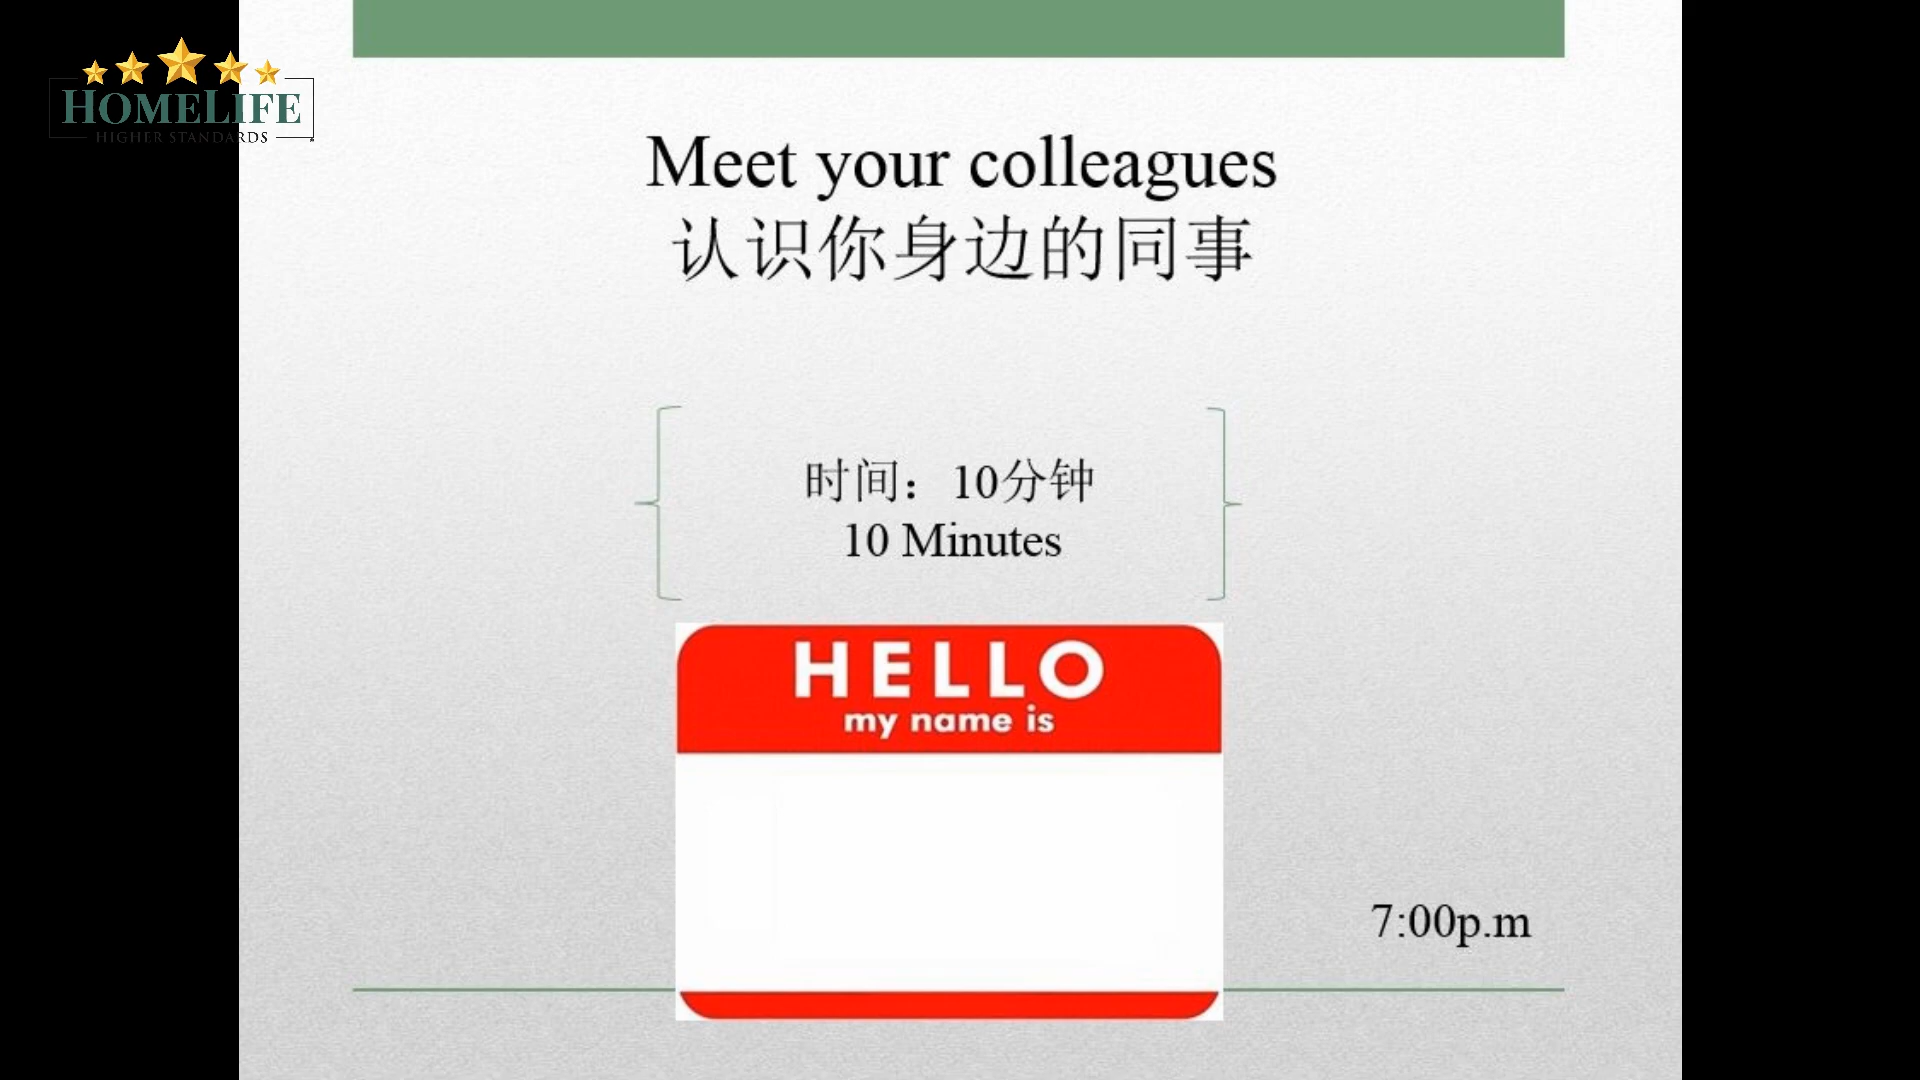 HOMELIFE
HIGHER STANDARDS
Meet your colleagues
认识你身边的同事
时间：10分钟
10 Minutes
HELLO
my name is
7:00p.m